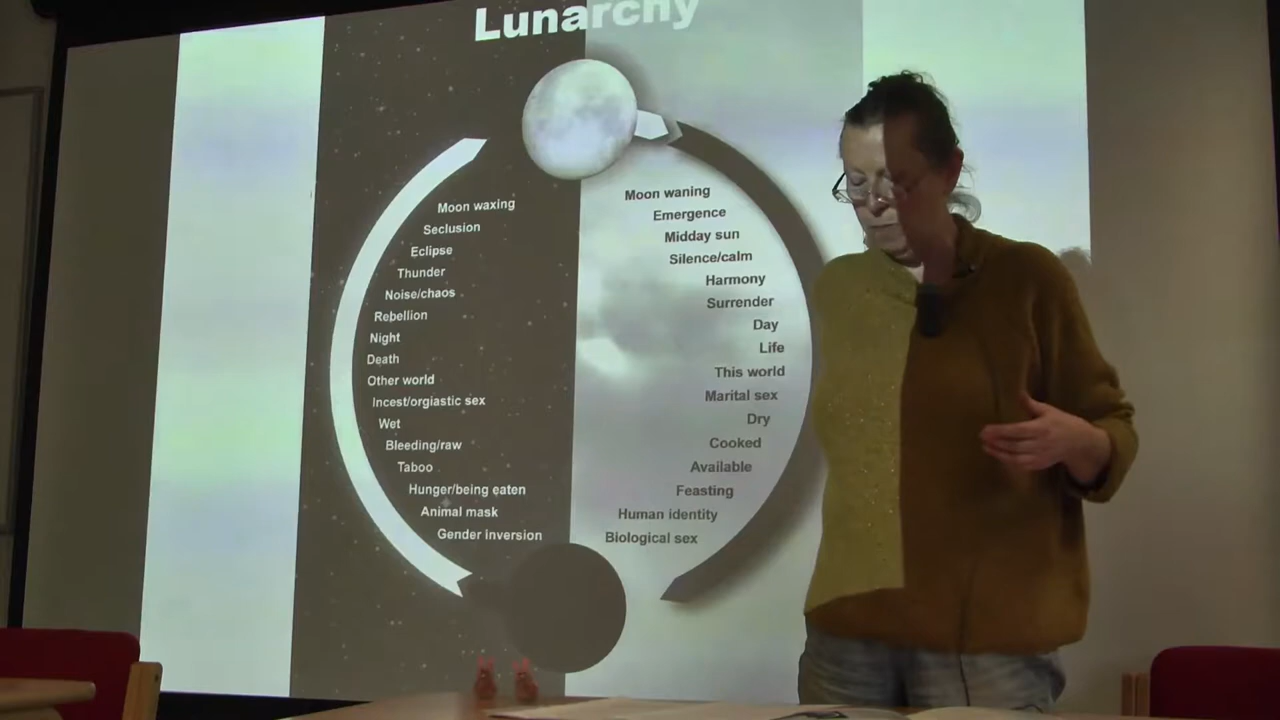 Lunarchy
Moon waxing
Seclusion
Eclipse
Thunder
Noise/chaos
Rebellion
Night
Death
Other world
Incest/orgiastic sex
Wet
Bleeding/raw
Taboo
Hunger/being eaten
Animal mask
Gender inversion
Moon waning
Emergence
Midday sun
Silence/calm
Harmony
Surrender
Day
Life
This world
Marital sex
Dry
Cooked
Available
Feasting
Human identity
Biological sex